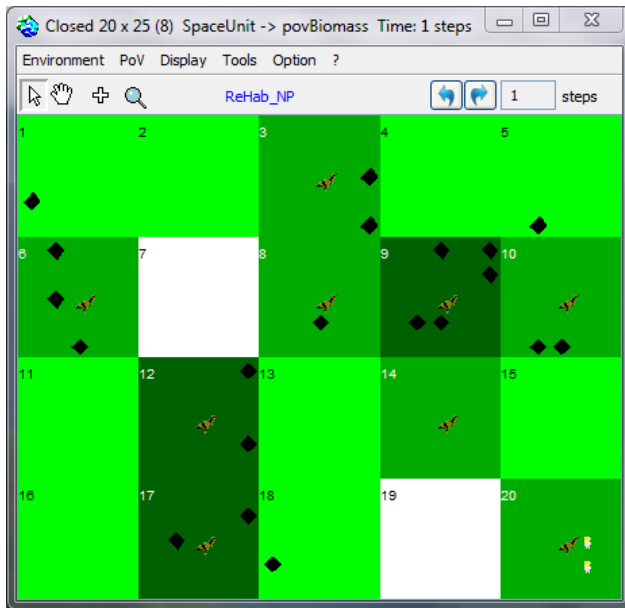 Closed 20 x 25 (8) SpaceUnit -> povBiomass Time: 1 steps
Environment PoV Display Tools Option ?
ReHab_NP 1 steps
1 2 3 4 5
6 7 8 9 10
11 12 13 14 15
16 17 18 19 20